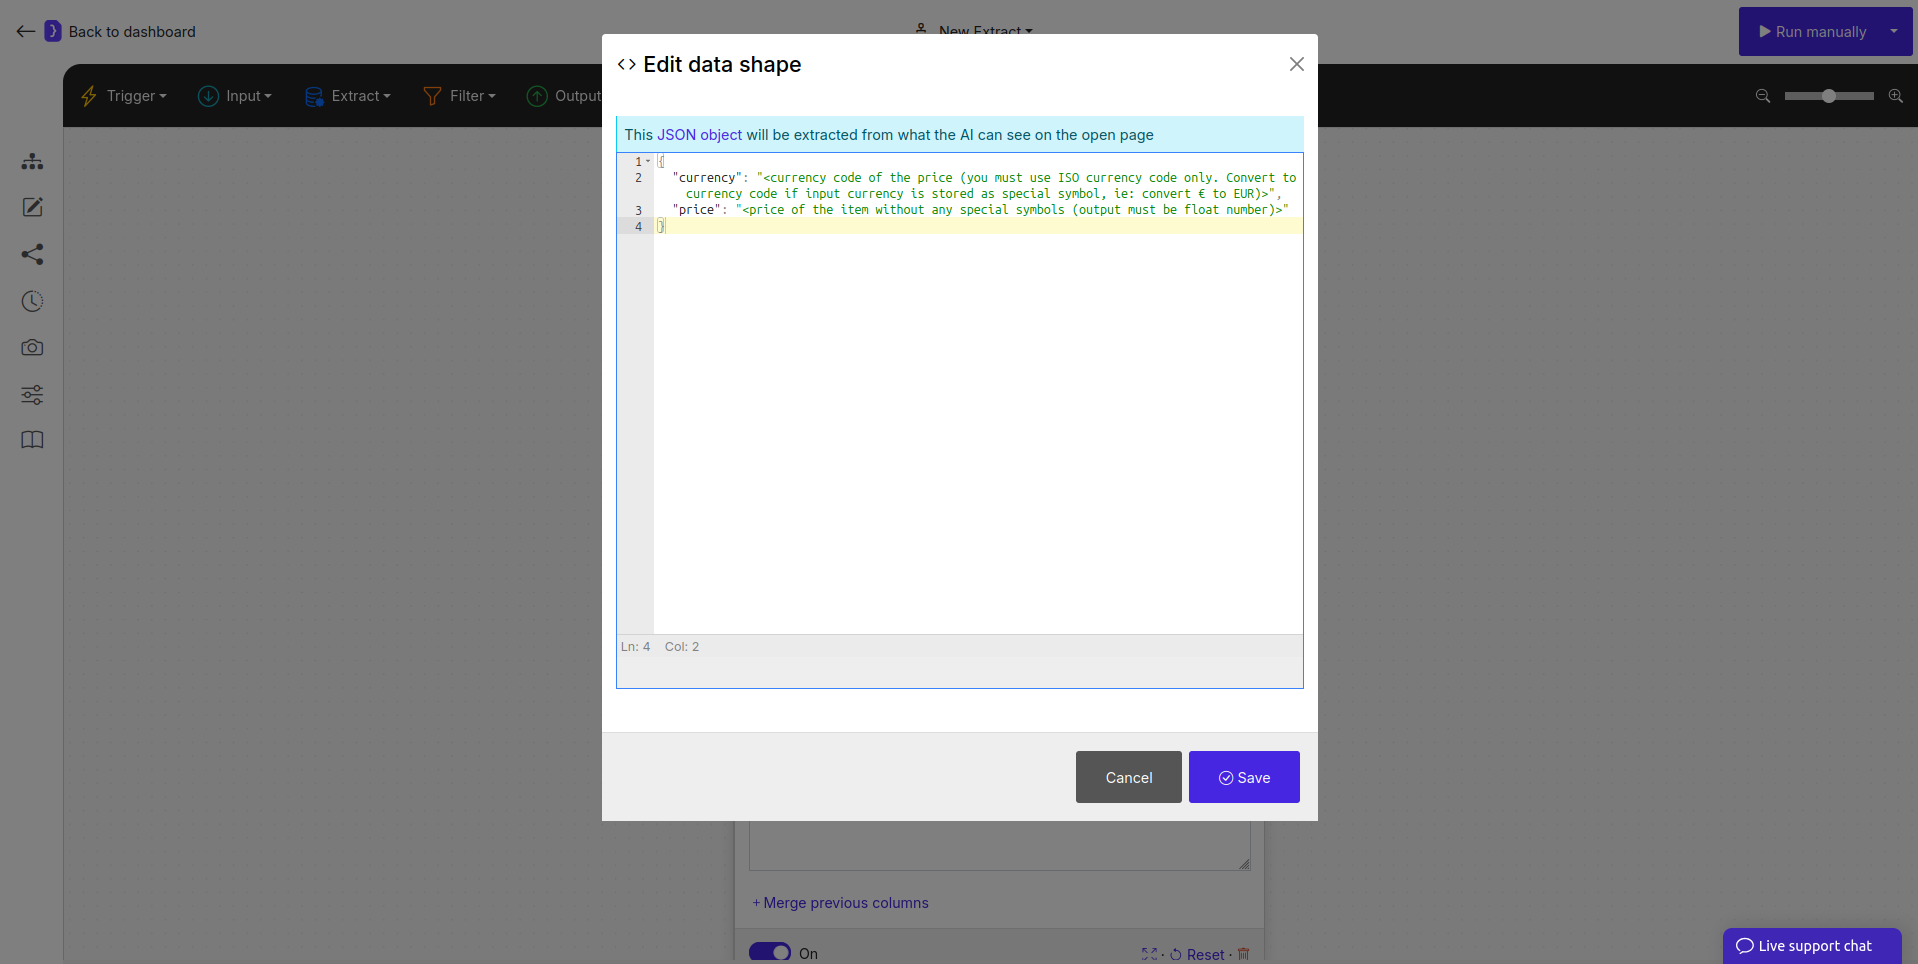 Back to dashboard
New Extract
Run manually
Trigger
Input
Extract
Filter
Output
Edit data shape
This JSON object will be extracted from what the AI can see on the open page
1 {
2 "currency": "<currency code of the price (you must use ISO currency code only. Convert to
currency code if input currency is stored as special symbol, ie: convert € to EUR)>",
3 "price": "<price of the item without any special symbols (output must be float number)>"
4 }
Ln: 4 Col: 2
Cancel
Save
+ Merge previous columns
On
· Reset ·
Live support chat